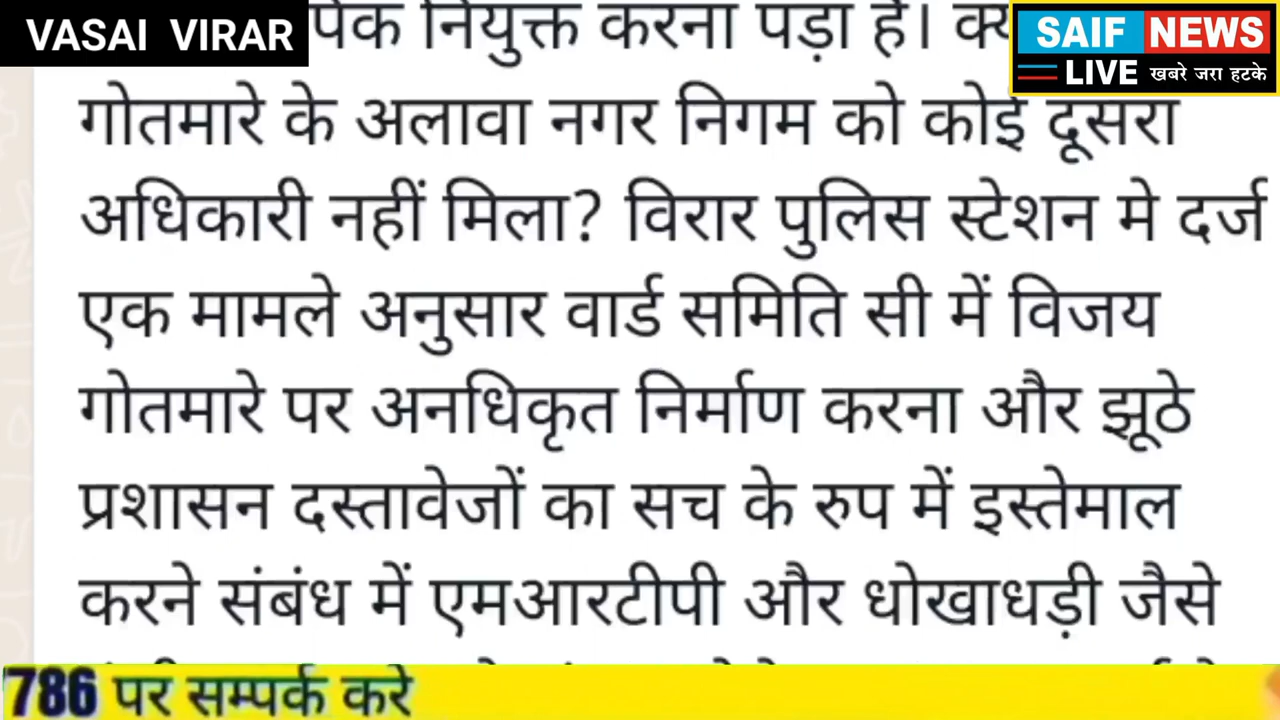 VASAI VIRAR
SAIF NEWS
LIVE खबरे जरा हटके
नियुक्त करना पड़ा है।
गोतमारे के अलावा नगर निगम को कोई दूसरा
अधिकारी नहीं मिला? विरार पुलिस स्टेशन मे दर्ज
एक मामले अनुसार वार्ड समिति सी में विजय
गोतमारे पर अनधिकृत निर्माण करना और झूठे
प्रशासन दस्तावेजों का सच के रुप में इस्तेमाल
करने संबंध में एमआरटीपी और धोखाधड़ी जैसे
786 पर सम्पर्क करे